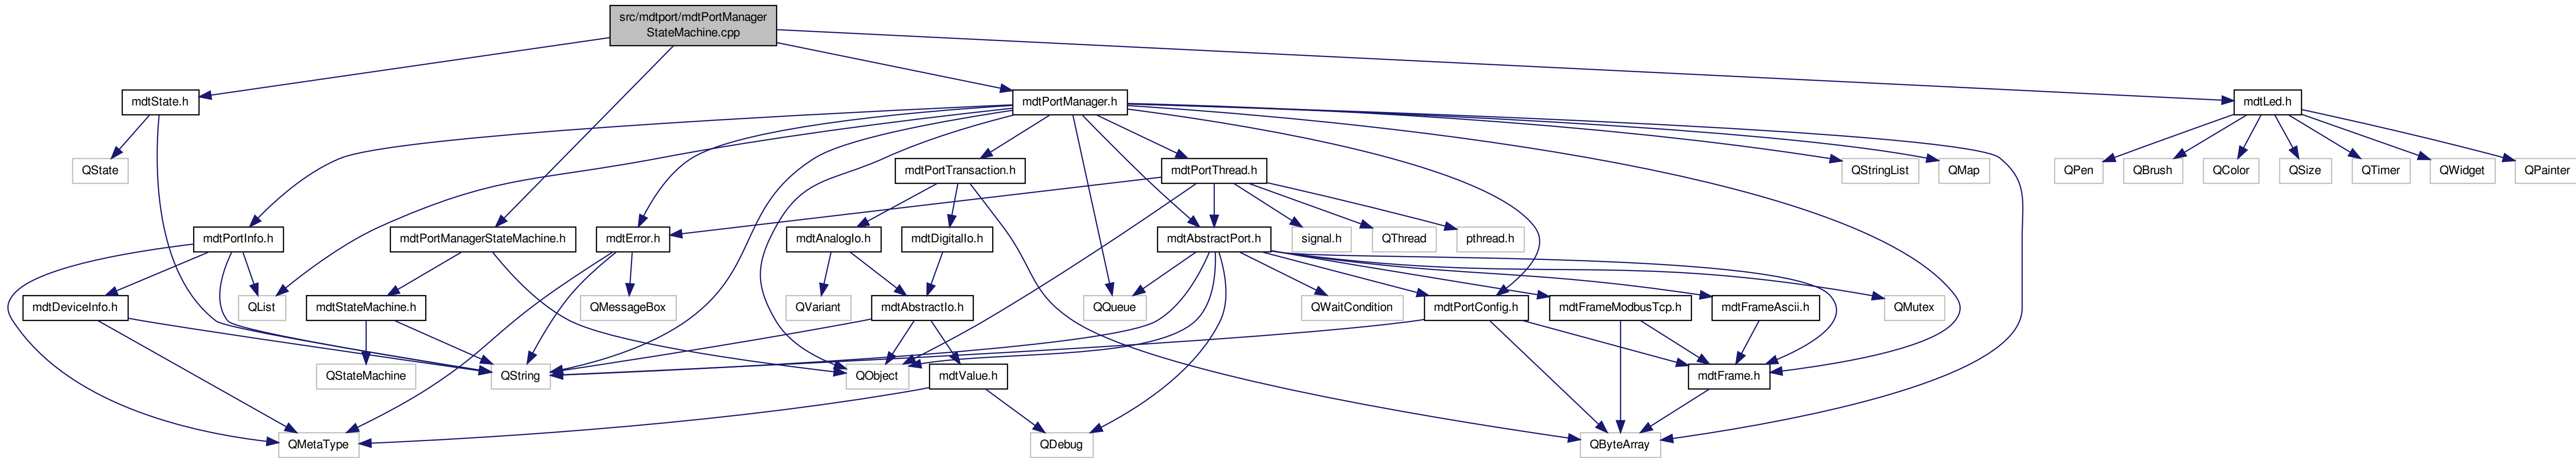 src/mdtport/mdtPortManager
StateMachine.cpp
mdtState.h
mdtPortManager.h
mdtLed.h
QState
mdtPortTransaction.h
mdtPortThread.h
QStringList
QMap
QPen
QBrush
QColor
QSize
QTimer
QWidget
QPainter
mdtPortInfo.h
mdtPortManagerStateMachine.h
mdtError.h
mdtAnalogIo.h
mdtDigitalIo.h
mdtAbstractPort.h
signal.h
QThread
pthread.h
mdtDeviceInfo.h
QList
mdtStateMachine.h
QMessageBox
QVariant
mdtAbstractIo.h
QQueue
QWaitCondition
mdtPortConfig.h
mdtFrameModbusTcp.h
mdtFrameAscii.h
QMutex
QStateMachine
QString
QObject
mdtValue.h
mdtFrame.h
QMetaType
QDebug
QByteArray